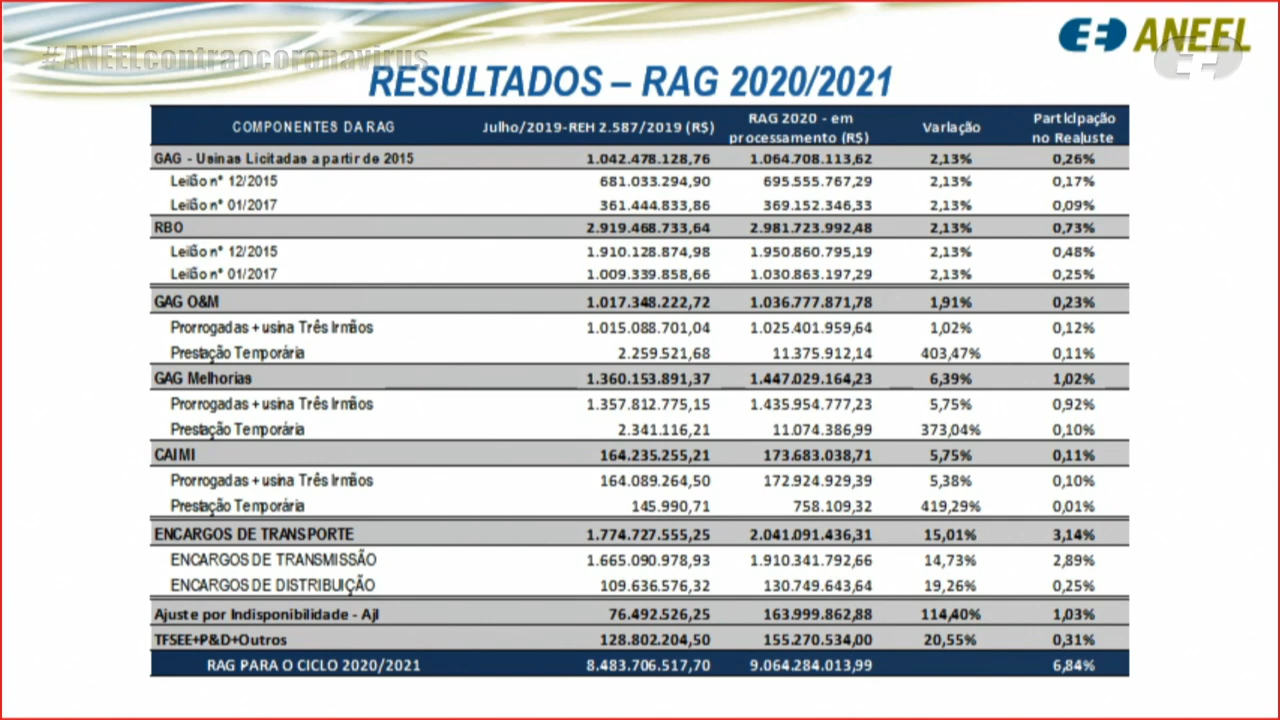 #ANEELcontraocoronavirus
ANEEL
RESULTADOS – RAG 2020/2021
COMPONENTES DA RAG Julho/2019-REH 2.587/2019 (R$) RAG 2020 - em processamento (R$) Variação Participação no Reajuste
GAG - Usinas Licitadas a partir de 2015 1.042.478.128,76 1.064.708.113,62 2,13% 0,26%
Leilão n° 12/2015 681.033.294,90 695.555.767,29 2,13% 0,17%
Leilão n° 01/2017 361.444.833,86 369.152.346,33 2,13% 0,09%
RBO 2.919.468.733,64 2.981.723.992,48 2,13% 0,73%
Leilão n° 12/2015 1.910.128.874,98 1.950.860.795,19 2,13% 0,48%
Leilão n° 01/2017 1.009.339.858,66 1.030.863.197,29 2,13% 0,25%
GAG O&M 1.017.348.222,72 1.036.777.871,78 1,91% 0,23%
Prorrogadas + usina Três Irmãos 1.015.088.701,04 1.025.401.959,64 1,02% 0,12%
Prestação Temporária 2.259.521,68 11.375.912,14 403,47% 0,11%
GAG Melhorias 1.360.153.891,37 1.447.029.164,23 6,39% 1,02%
Prorrogadas + usina Três Irmãos 1.357.812.775,15 1.435.954.777,23 5,75% 0,92%
Prestação Temporária 2.341.116,21 11.074.386,99 373,04% 0,10%
CAIMI 164.235.255,21 173.683.038,71 5,75% 0,11%
Prorrogadas + usina Três Irmãos 164.089.264,50 172.924.929,39 5,38% 0,10%
Prestação Temporária 145.990,71 758.109,32 419,29% 0,01%
ENCARGOS DE TRANSPORTE 1.774.727.555,25 2.041.091.436,31 15,01% 3,14%
ENCARGOS DE TRANSMISSÃO 1.665.090.978,93 1.910.341.792,66 14,73% 2,89%
ENCARGOS DE DISTRIBUIÇÃO 109.636.576,32 130.749.643,64 19,26% 0,25%
Ajuste por Indisponibilidade - AjI 76.492.526,25 163.999.862,88 114,40% 1,03%
TFSEE+P&D+Outros 128.802.204,50 155.270.534,00 20,55% 0,31%
RAG PARA O CICLO 2020/2021 8.483.706.517,70 9.064.284.013,99 6,84%